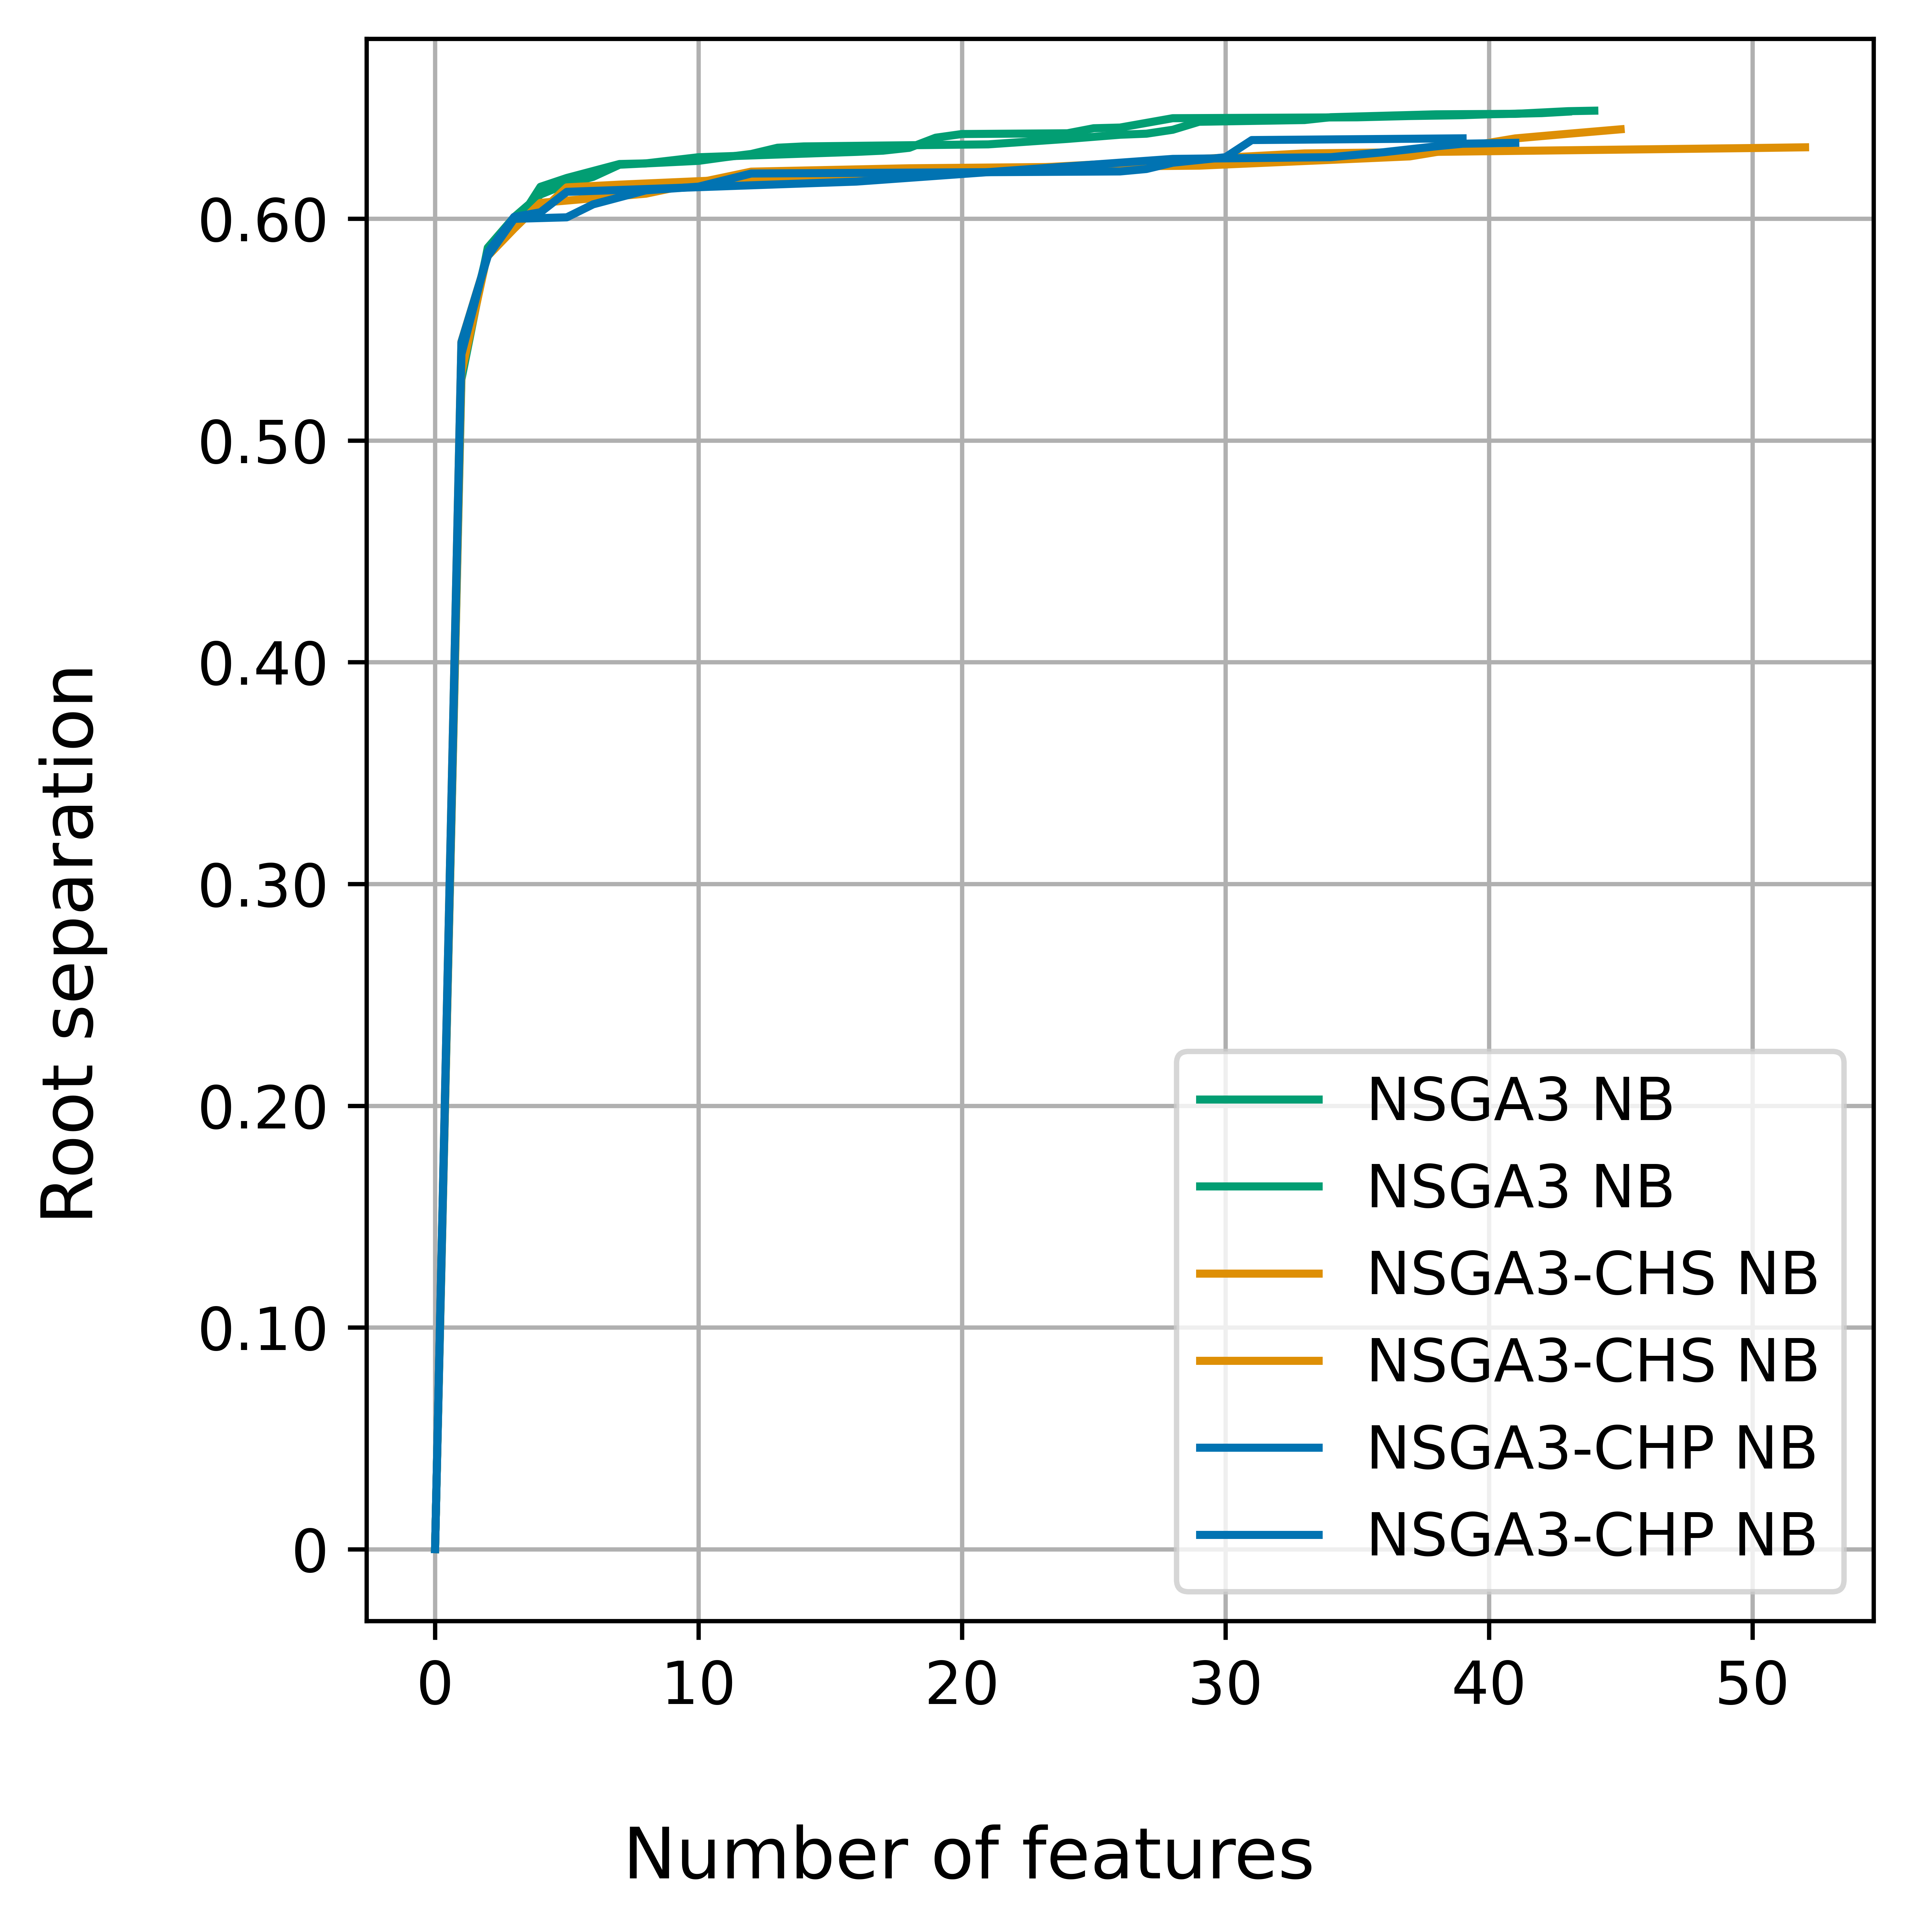 Root separation
0.60
0.50
0.40
0.30
0.20
0.10
0
0 10 20 30 40 50
Number of features
NSGA3 NB
NSGA3 NB
NSGA3-CHS NB
NSGA3-CHS NB
NSGA3-CHP NB
NSGA3-CHP NB